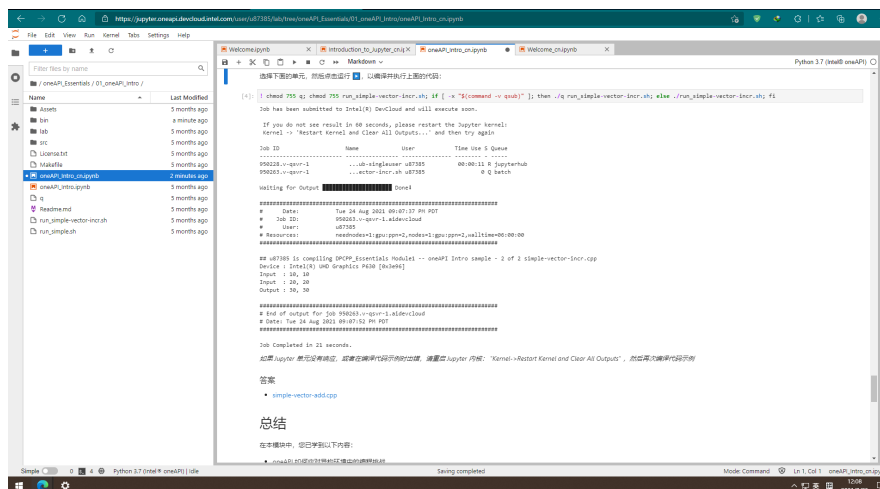 https://jupyter.oneapi.devcloud.intel.com/user/u87385/lab/tree/oneAPI_Essentials/01_oneAPI_Intro/oneAPI_Intro_cn.ipynb
File Edit View Run Kernel Tabs Settings Help
Welcome.ipynb
Introduction_to_Jupyter_cn.ip
oneAPI_Intro_cn.ipynb
Welcome_cn.ipynb
Markdown
Python 3.7 (Intel® oneAPI)
Filter files by name
/ oneAPI_Essentials / 01_oneAPI_Intro /
Name Last Modified
Assets 5 months ago
bin a minute ago
lab 5 months ago
src 5 months ago
License.txt 5 months ago
Makefile 5 months ago
oneAPI_Intro_cn.ipynb 2 minutes ago
oneAPI_Intro.ipynb 5 months ago
q 5 months ago
Readme.md 5 months ago
run_simple-vector-incr.sh 5 months ago
run_simple.sh 5 months ago
选择下面的单元，然后点击运行 ，以编译并执行上面的代码：
[4]: ! chmod 755 q; chmod 755 run_simple-vector-incr.sh; if [ -x "$(command -v qsub)" ]; then ./q run_simple-vector-incr.sh; else ./run_simple-vector-incr.sh; fi
Job has been submitted to Intel(R) DevCloud and will execute soon.
If you do not see result in 60 seconds, please restart the Jupyter kernel:
Kernel -> 'Restart Kernel and Clear All Outputs...' and then try again
Job ID Name User Time Use S Queue
------------------------- ---------------- --------------- -------- - -----
950228.v-qsvr-1 ...ub-singleuser u87385 00:00:11 R jupyterhub
950263.v-qsvr-1 ...ector-incr.sh u87385 0 Q batch
Waiting for Output Done⬇
########################################################################
# Date: Tue 24 Aug 2021 09:07:37 PM PDT
# Job ID: 950263.v-qsvr-1.aidevcloud
# User: u87385
# Resources: neednodes=1:gpu:ppn=2,nodes=1:gpu:ppn=2,walltime=06:00:00
########################################################################
## u87385 is compiling DPCPP_Essentials Module1 -- oneAPI Intro sample - 2 of 2 simple-vector-incr.cpp
Device : Intel(R) UHD Graphics P630 [0x3e96]
Input : 10, 10
Input : 20, 20
Output : 30, 30
########################################################################
# End of output for job 950263.v-qsvr-1.aidevcloud
# Date: Tue 24 Aug 2021 09:07:52 PM PDT
########################################################################
Job Completed in 21 seconds.
如果 Jupyter 单元没有响应，或者在编译代码示例时出错，请重启 Jupyter 内核： "Kernel->Restart Kernel and Clear All Outputs" ，然后再次编译代码示例
答案
simple-vector-add.cpp
总结
在本模块中，您已学到以下内容：
Simple 0 4 Python 3.7 (Intel® oneAPI) | Idle
Saving completed
Mode: Command Ln 1, Col 1 oneAPI_Intro_cn.ipy
英 12:08